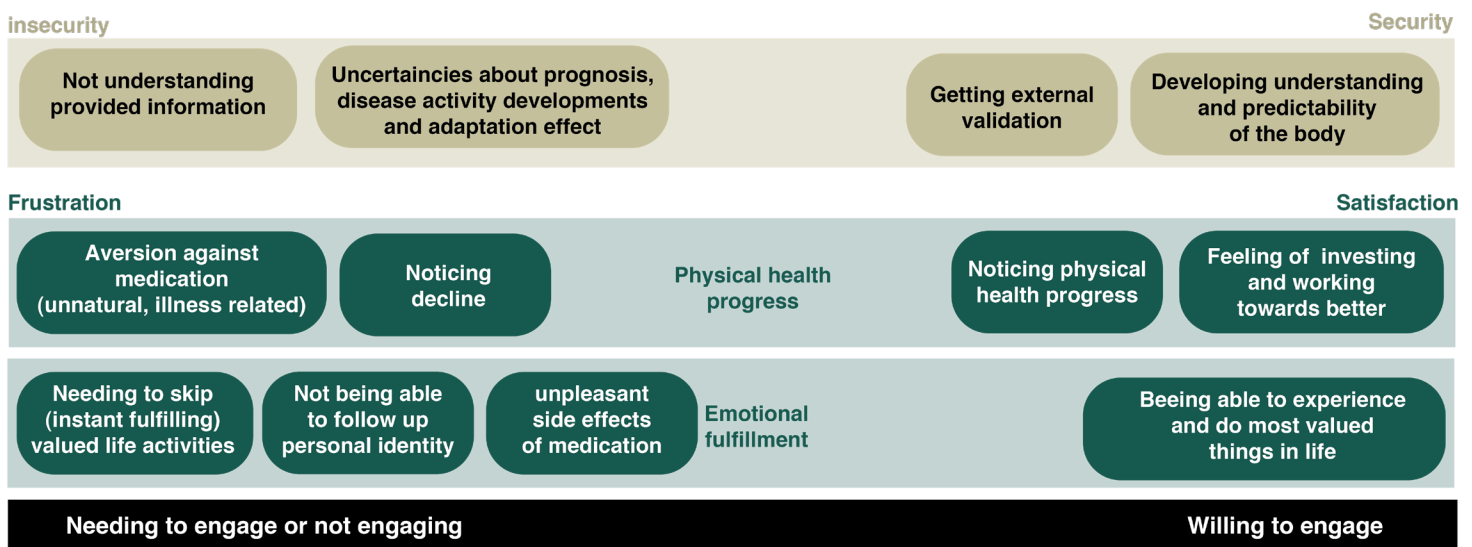 insecurity
Security
Not understanding
provided information
Uncertaincies about prognosis,
disease activity developments
and adaptation effect
Getting external
validation
Developing understanding
and predictability
of the body
Frustration
Satisfaction
Aversion against
medication
(unnatural, illness related)
Noticing
decline
Physical health
progress
Noticing physical
health progress
Feeling of investing
and working
towards better
Needing to skip
(instant fulfilling)
valued life activities
Not being able
to follow up
personal identity
unpleasant
side effects
of medication
Emotional
fulfillment
Beeing able to experience
and do most valued
things in life
Needing to engage or not engaging
Willing to engage